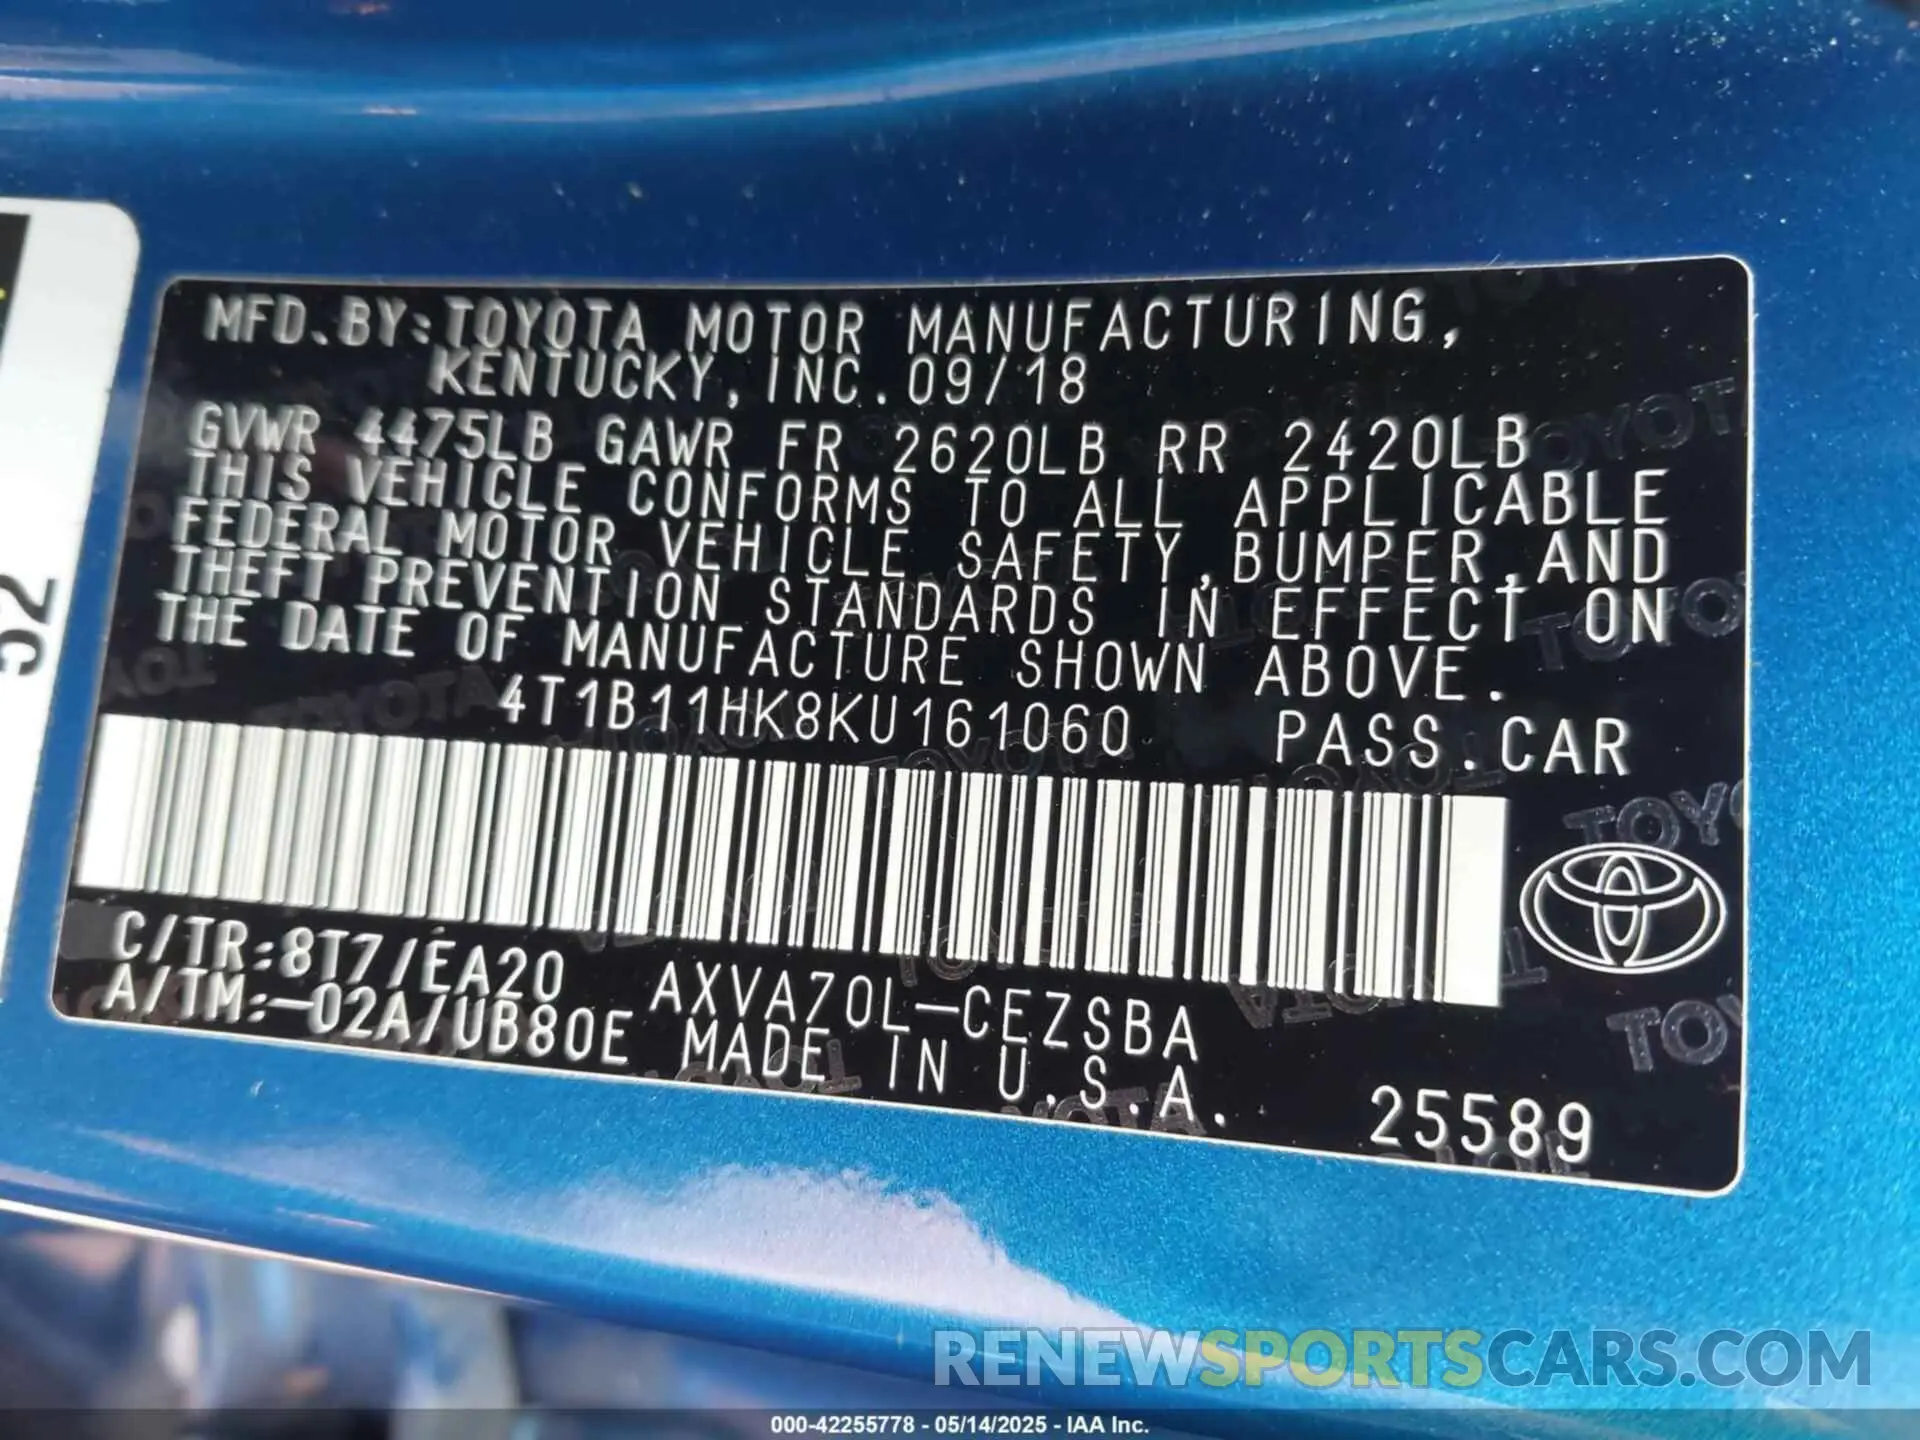 52
MFD.BY:TOYOTA MOTOR MANUFACTURING,
KENTUCKY, INC. 09/18
GVWR 4475LB GAWR FR 2620LB RR 2420LB
THIS VEHICLE CONFORMS TO ALL APPLICABLE
FEDERAL MOTOR VEHICLE SAFETY, BUMPER, AND
THEFT PREVENTION STANDARDS IN EFFECT ON
THE DATE OF MANUFACTURE SHOWN ABOVE.
4T1B11HK8KU161060 PASS.CAR
C/TR:8T7/EA20 AXVA70L-CEZSBA
A/TM:-02A/UB80E MADE IN U.S.A.
25589
RENEWSPORTSCARS.COM
000-42255778 - 05/14/2025 - IAA Inc.